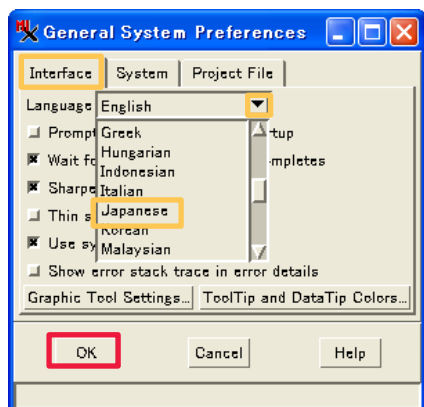 General System Preferences
Interface System Project File
Language English
Greek
Hungarian
Indonesian
Italian
Japanese
Korean
Malaysian
Prompt tup
Wait fo mpletes
Sharpe
Thin s
Use sy
Show error stack trace in error details
Graphic Tool Settings... ToolTip and DataTip Colors...
OK Cancel Help